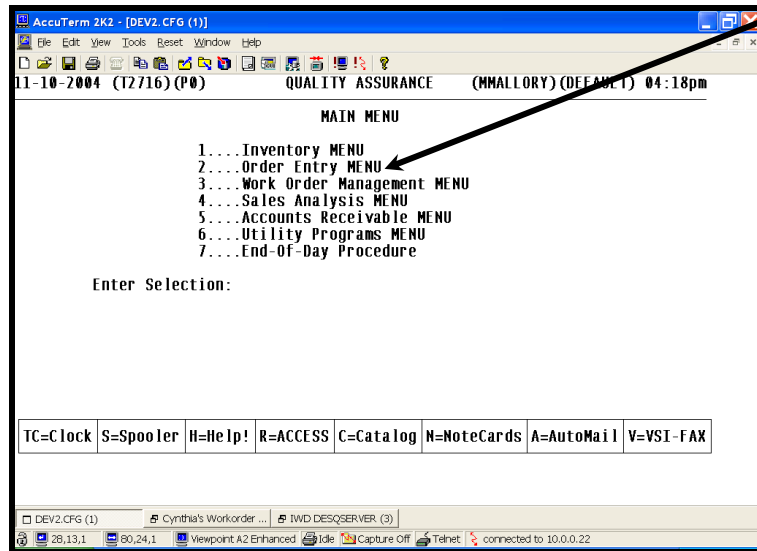 AccuTerm 2K2 - [DEV2.CFG (1)]
File Edit View Tools Reset Window Help
11-10-2004 (T2716)(P0) QUALITY ASSURANCE (MMALLORY)(DEFAULT) 04:18pm
MAIN MENU
1....Inventory MENU
2....Order Entry MENU
3....Work Order Management MENU
4....Sales Analysis MENU
5....Accounts Receivable MENU
6....Utility Programs MENU
7....End-Of-Day Procedure
Enter Selection:
TC=Clock S=Spooler H=Help! R=ACCESS C=Catalog N=NoteCards A=AutoMail V=VSI-FAX
DEV2.CFG (1) Cynthia's Workorder ... IWD DESQSERVER (3)
28,13,1 80,24,1 Viewpoint A2 Enhanced Idle Capture Off Telnet connected to 10.0.0.22